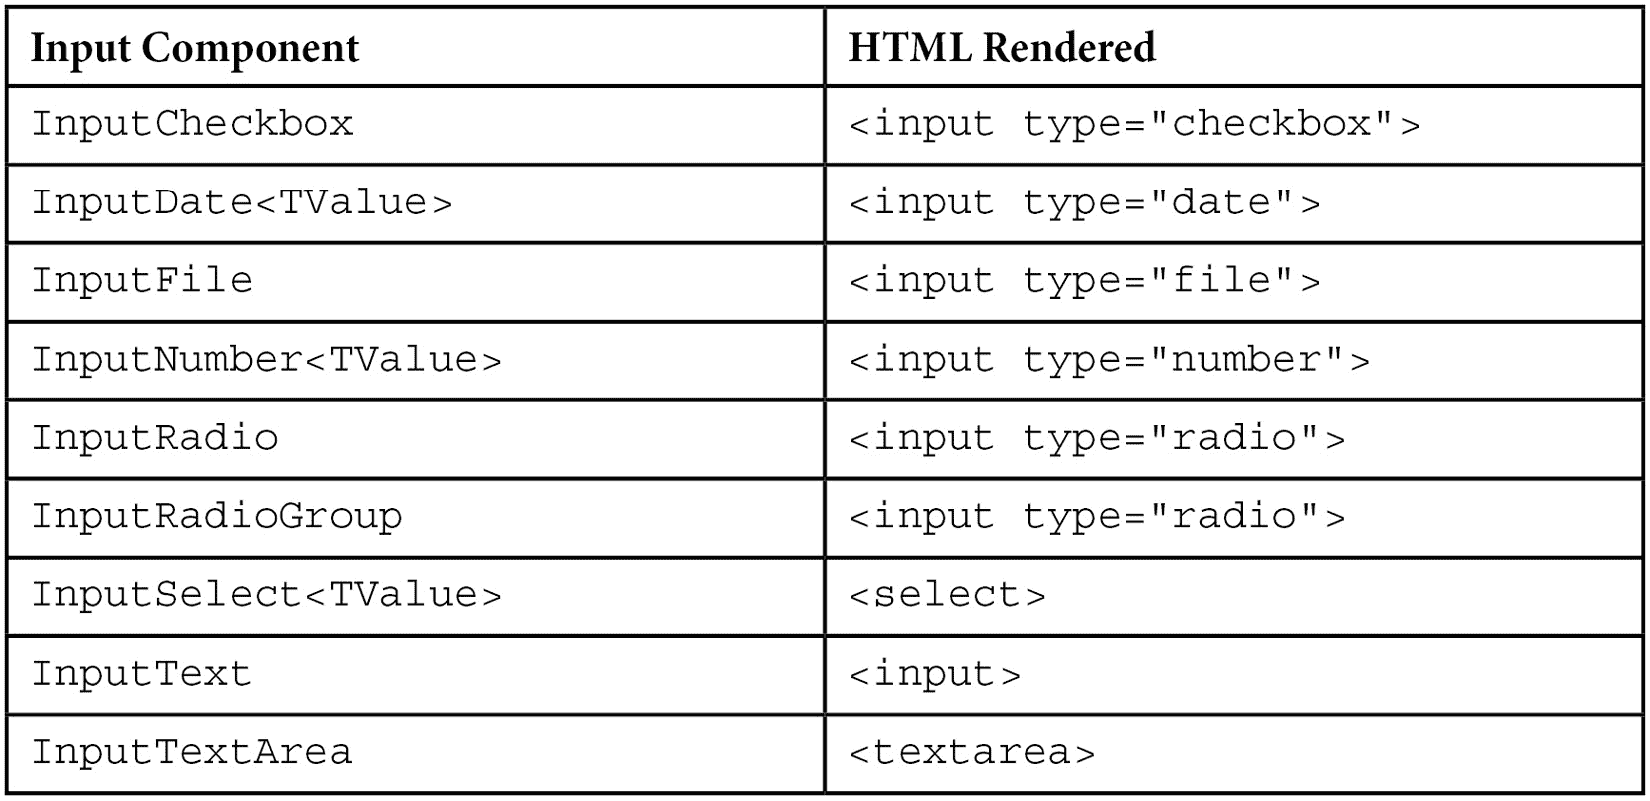 Input Component HTML Rendered
InputCheckbox <input type="checkbox">
InputDate<TValue> <input type="date">
InputFile <input type="file">
InputNumber<TValue> <input type="number">
InputRadio <input type="radio">
InputRadioGroup <input type="radio">
InputSelect<TValue> <select>
InputText <input>
InputTextArea <textarea>